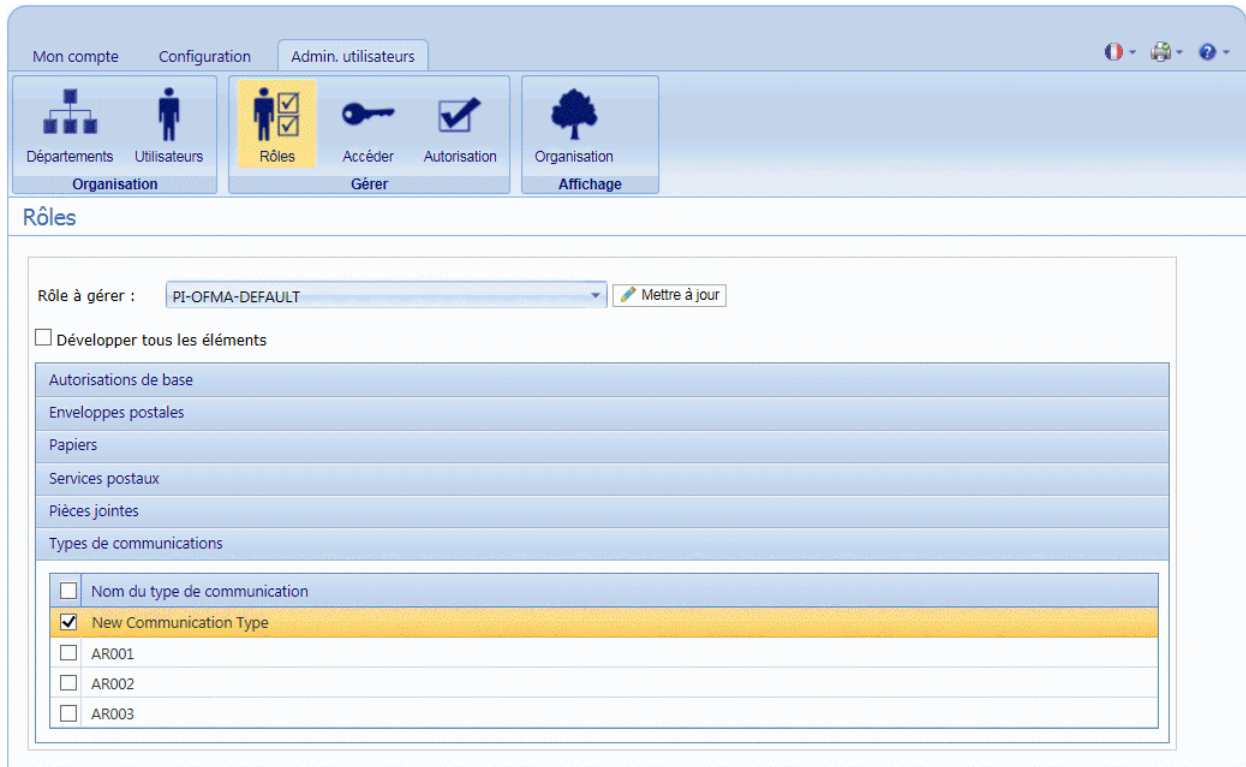 Mon compte Configuration Admin. utilisateurs
Départements Utilisateurs Rôles Accéder Autorisation Organisation
Organisation Gérer Affichage
Rôles
Rôle à gérer : PI-OFMA-DEFAULT Mettre à jour
Développer tous les éléments
Autorisations de base
Enveloppes postales
Papiers
Services postaux
Pièces jointes
Types de communications
Nom du type de communication
New Communication Type
AR001
AR002
AR003